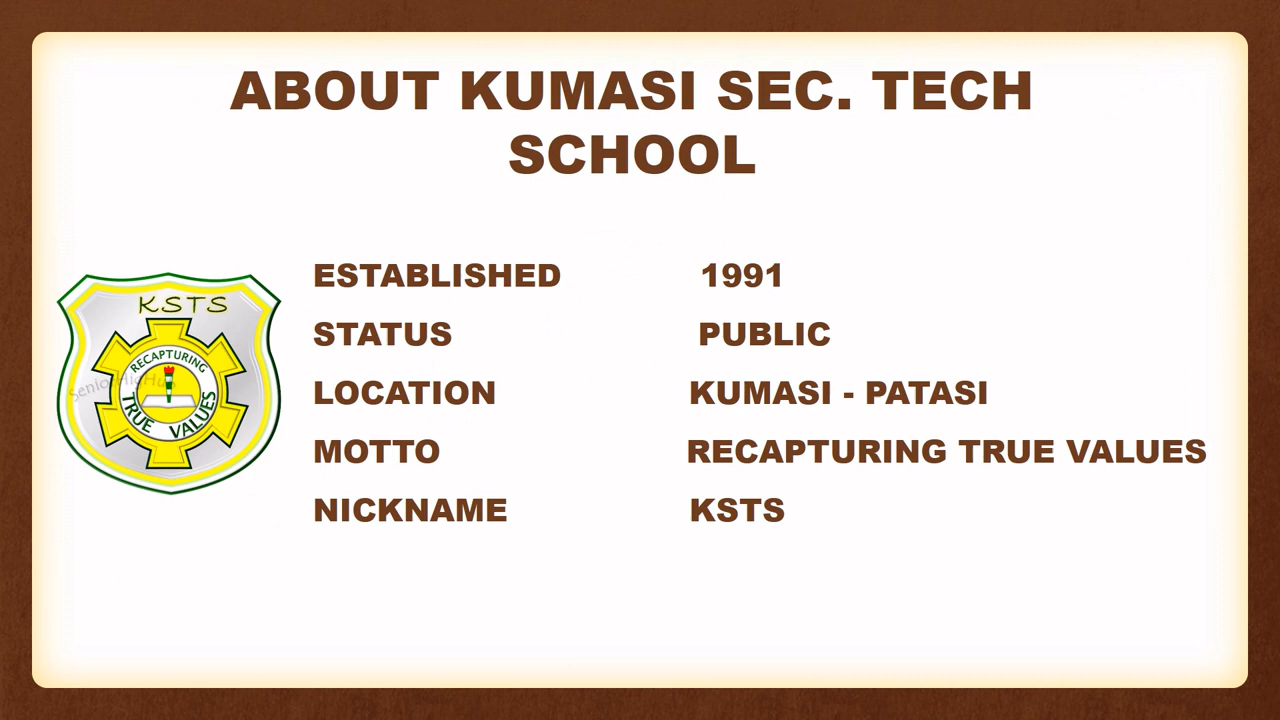 ABOUT KUMASI SEC. TECH
SCHOOL
ESTABLISHED 1991
STATUS PUBLIC
LOCATION KUMASI - PATASI
MOTTO RECAPTURING TRUE VALUES
NICKNAME KSTS
KSTS
RECAPTURING
TRUE VALUES